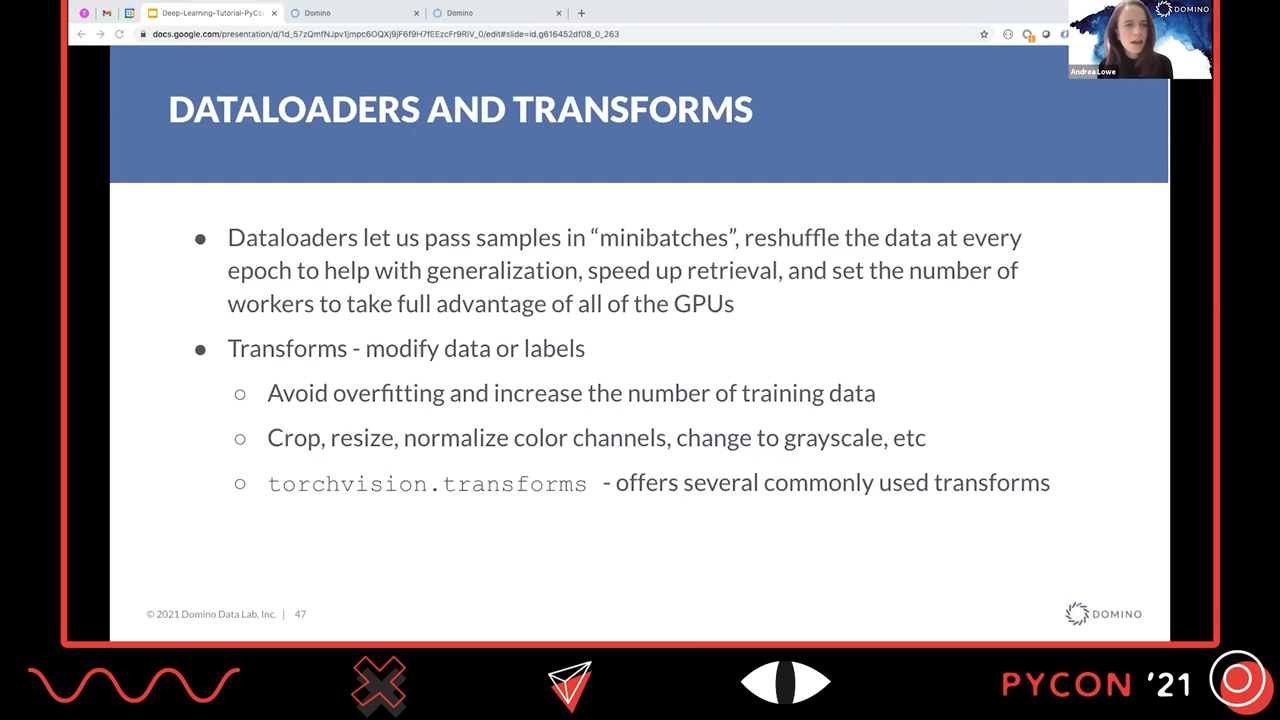 Deep-Learning-Tutorial-PyCo
Domino
Domino
docs.google.com/presentation/d/1d_57zQmfNJpv1jmpc6OQXj9jF6f9H7fEEzcFr9RlV_0/edit#slide=id.g616452df08_0_263
DOMINO
Andrea Lowe
DATALOADERS AND TRANSFORMS
● Dataloaders let us pass samples in “minibatches”, reshuffle the data at every
epoch to help with generalization, speed up retrieval, and set the number of
workers to take full advantage of all of the GPUs
● Transforms - modify data or labels
○ Avoid overfitting and increase the number of training data
○ Crop, resize, normalize color channels, change to grayscale, etc
○ torchvision.transforms - offers several commonly used transforms
© 2021 Domino Data Lab, Inc. | 47
DOMINO
PYCON '21